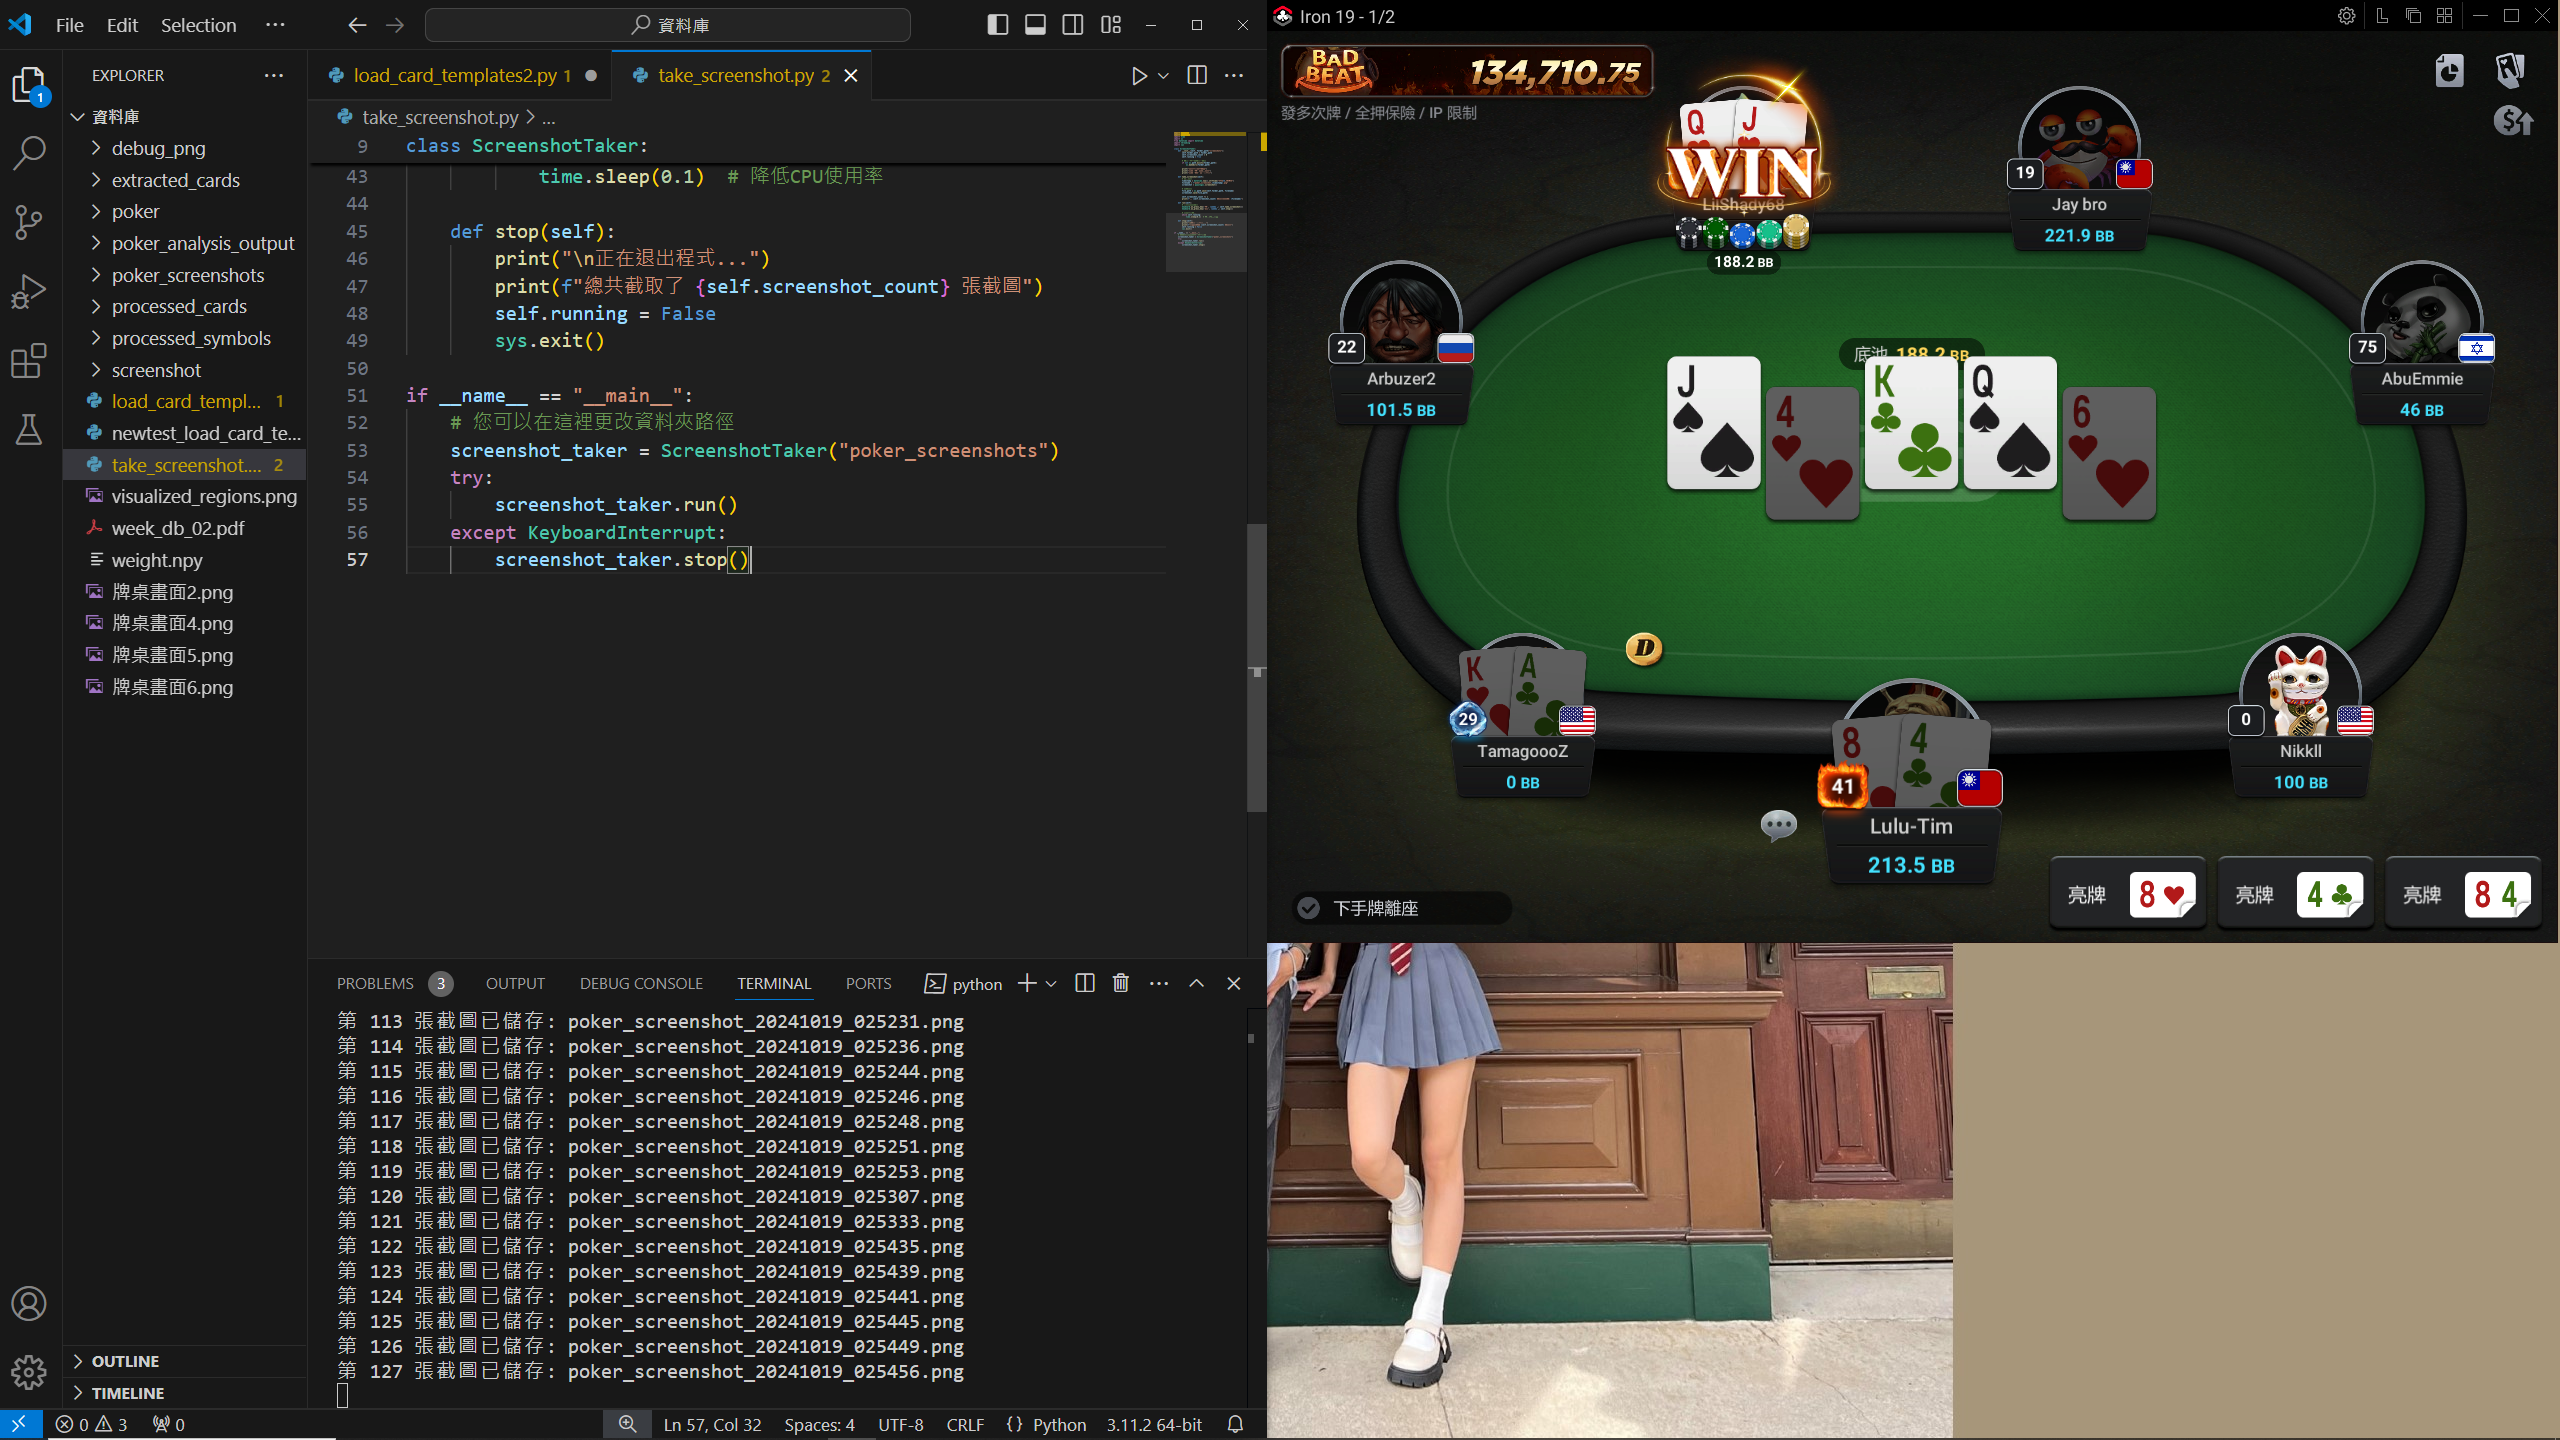 File Edit Selection ···
資料庫
EXPLORER ···
資料庫
debug_png
extracted_cards
poker
poker_analysis_output
poker_screenshots
processed_cards
processed_symbols
screenshot
load_card_templ... 1
newtest_load_card_te...
take_screenshot.... 2
visualized_regions.png
week_db_02.pdf
weight.npy
牌桌畫面2.png
牌桌畫面4.png
牌桌畫面5.png
牌桌畫面6.png
OUTLINE
TIMELINE
1
load_card_templates2.py 1
take_screenshot.py 2
take_screenshot.py > ...
9 class ScreenshotTaker:
43 time.sleep(0.1) # 降低CPU使用率
44
45 def stop(self):
46 print("\n正在退出程式...")
47 print(f"總共截取了 {self.screenshot_count} 張截圖")
48 self.running = False
49 sys.exit()
50
51 if __name__ == "__main__":
52 # 您可以在這裡更改資料夾路徑
53 screenshot_taker = ScreenshotTaker("poker_screenshots")
54 try:
55 screenshot_taker.run()
56 except KeyboardInterrupt:
57 screenshot_taker.stop()
PROBLEMS 3 OUTPUT DEBUG CONSOLE TERMINAL PORTS python
第 113 張截圖已儲存: poker_screenshot_20241019_025231.png
第 114 張截圖已儲存: poker_screenshot_20241019_025236.png
第 115 張截圖已儲存: poker_screenshot_20241019_025244.png
第 116 張截圖已儲存: poker_screenshot_20241019_025246.png
第 117 張截圖已儲存: poker_screenshot_20241019_025248.png
第 118 張截圖已儲存: poker_screenshot_20241019_025251.png
第 119 張截圖已儲存: poker_screenshot_20241019_025253.png
第 120 張截圖已儲存: poker_screenshot_20241019_025307.png
第 121 張截圖已儲存: poker_screenshot_20241019_025333.png
第 122 張截圖已儲存: poker_screenshot_20241019_025435.png
第 123 張截圖已儲存: poker_screenshot_20241019_025439.png
第 124 張截圖已儲存: poker_screenshot_20241019_025441.png
第 125 張截圖已儲存: poker_screenshot_20241019_025445.png
第 126 張截圖已儲存: poker_screenshot_20241019_025449.png
第 127 張截圖已儲存: poker_screenshot_20241019_025456.png
0 3 0 Ln 57, Col 32 Spaces: 4 UTF-8 CRLF {} Python 3.11.2 64-bit
Iron 19 - 1/2
BAD BEAT 134,710.75
發多次牌 / 全押保險 / IP 限制
Q J
WIN
LilShady68
188.2 BB
19
Jay bro
221.9 BB
22
Arbuzer2
101.5 BB
75
AbuEmmie
46 BB
底池 188.2 BB
J 4 K Q 6
D
K A
29
TamagoooZ
0 BB
8 4
41
Lulu-Tim
213.5 BB
0
Nikkll
100 BB
下手牌離座
亮牌 8♥
亮牌 4♣
亮牌 8 4